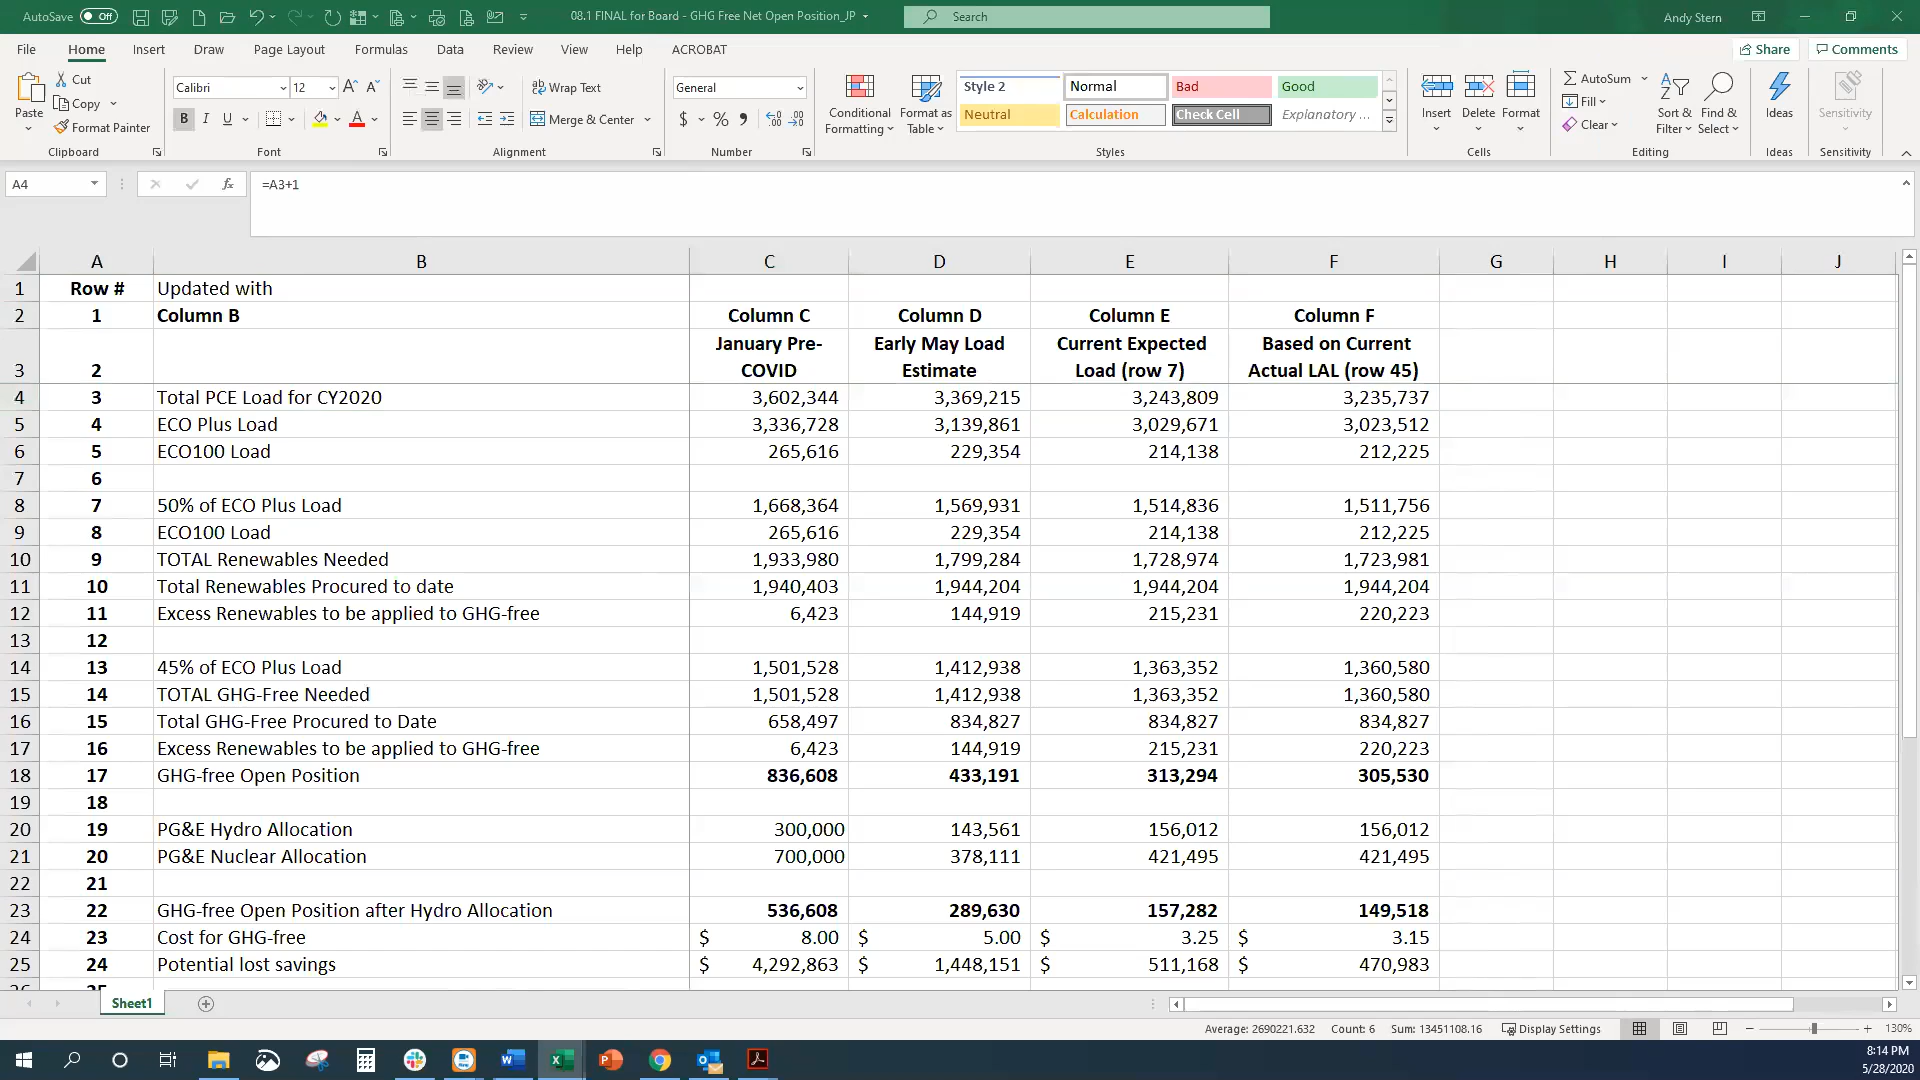 AutoSave Off 08.1 FINAL for Board - GHG Free Net Open Position_JP Search Andy Stern
File Home Insert Draw Page Layout Formulas Data Review View Help ACROBAT Share Comments
Paste Cut Copy Format Painter Clipboard
Calibri 12 B I U A A A Font
Wrap Text Merge & Center Alignment
General $ % Number
Conditional Formatting Format as Table
Style 2 Normal Bad Good
Neutral Calculation Check Cell Explanatory ...
Styles
Insert Delete Format Cells
AutoSum Fill Clear Sort & Filter Find & Select Editing
Ideas Ideas
Sensitivity Sensitivity
A4 fx =A3+1
A B C D E F G H I J
1 Row # Updated with
2 1 Column B Column C Column D Column E Column F
January Pre- Early May Load Current Expected Based on Current
3 2 COVID Estimate Load (row 7) Actual LAL (row 45)
4 3 Total PCE Load for CY2020 3,602,344 3,369,215 3,243,809 3,235,737
5 4 ECO Plus Load 3,336,728 3,139,861 3,029,671 3,023,512
6 5 ECO100 Load 265,616 229,354 214,138 212,225
7 6
8 7 50% of ECO Plus Load 1,668,364 1,569,931 1,514,836 1,511,756
9 8 ECO100 Load 265,616 229,354 214,138 212,225
10 9 TOTAL Renewables Needed 1,933,980 1,799,284 1,728,974 1,723,981
11 10 Total Renewables Procured to date 1,940,403 1,944,204 1,944,204 1,944,204
12 11 Excess Renewables to be applied to GHG-free 6,423 144,919 215,231 220,223
13 12
14 13 45% of ECO Plus Load 1,501,528 1,412,938 1,363,352 1,360,580
15 14 TOTAL GHG-Free Needed 1,501,528 1,412,938 1,363,352 1,360,580
16 15 Total GHG-Free Procured to Date 658,497 834,827 834,827 834,827
17 16 Excess Renewables to be applied to GHG-free 6,423 144,919 215,231 220,223
18 17 GHG-free Open Position 836,608 433,191 313,294 305,530
19 18
20 19 PG&E Hydro Allocation 300,000 143,561 156,012 156,012
21 20 PG&E Nuclear Allocation 700,000 378,111 421,495 421,495
22 21
23 22 GHG-free Open Position after Hydro Allocation 536,608 289,630 157,282 149,518
24 23 Cost for GHG-free $ 8.00 $ 5.00 $ 3.25 $ 3.15
25 24 Potential lost savings $ 4,292,863 $ 1,448,151 $ 511,168 $ 470,983
Sheet1
Average: 2690221.632 Count: 6 Sum: 13451108.16 Display Settings 130%
8:14 PM
5/28/2020